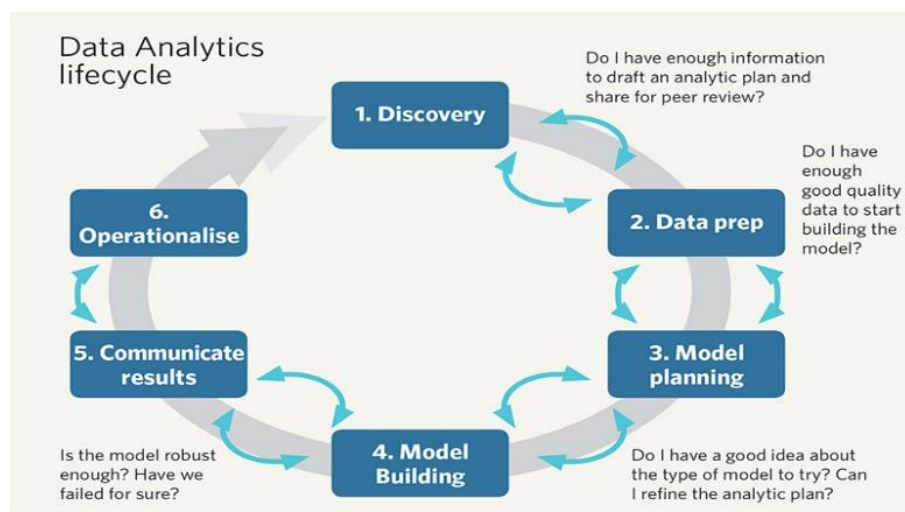 Data Analytics
lifecycle
1. Discovery
Do I have enough information
to draft an analytic plan and
share for peer review?
2. Data prep
Do I have
enough
good quality
data to start
building the
model?
3. Model
planning
Do I have a good idea about
the type of model to try? Can
I refine the analytic plan?
4. Model
Building
Is the model robust
enough? Have we
failed for sure?
5. Communicate
results
6.
Operationalise